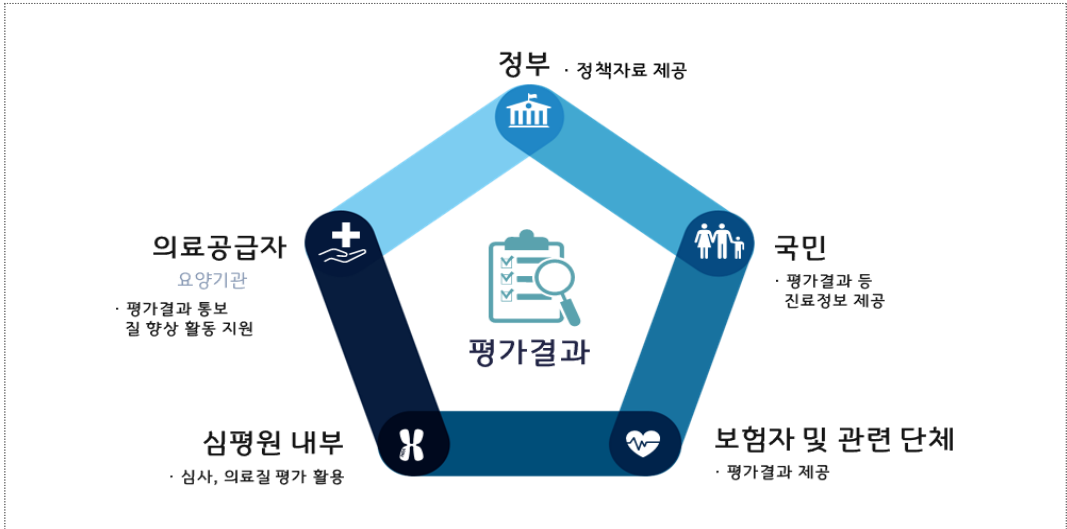 정부
· 정책자료 제공
의료공급자
요양기관
· 평가결과 통보
질 향상 활동 지원
국민
· 평가결과 등
진료정보 제공
평가결과
심평원 내부
· 심사, 의료질 평가 활용
보험자 및 관련 단체
· 평가결과 제공